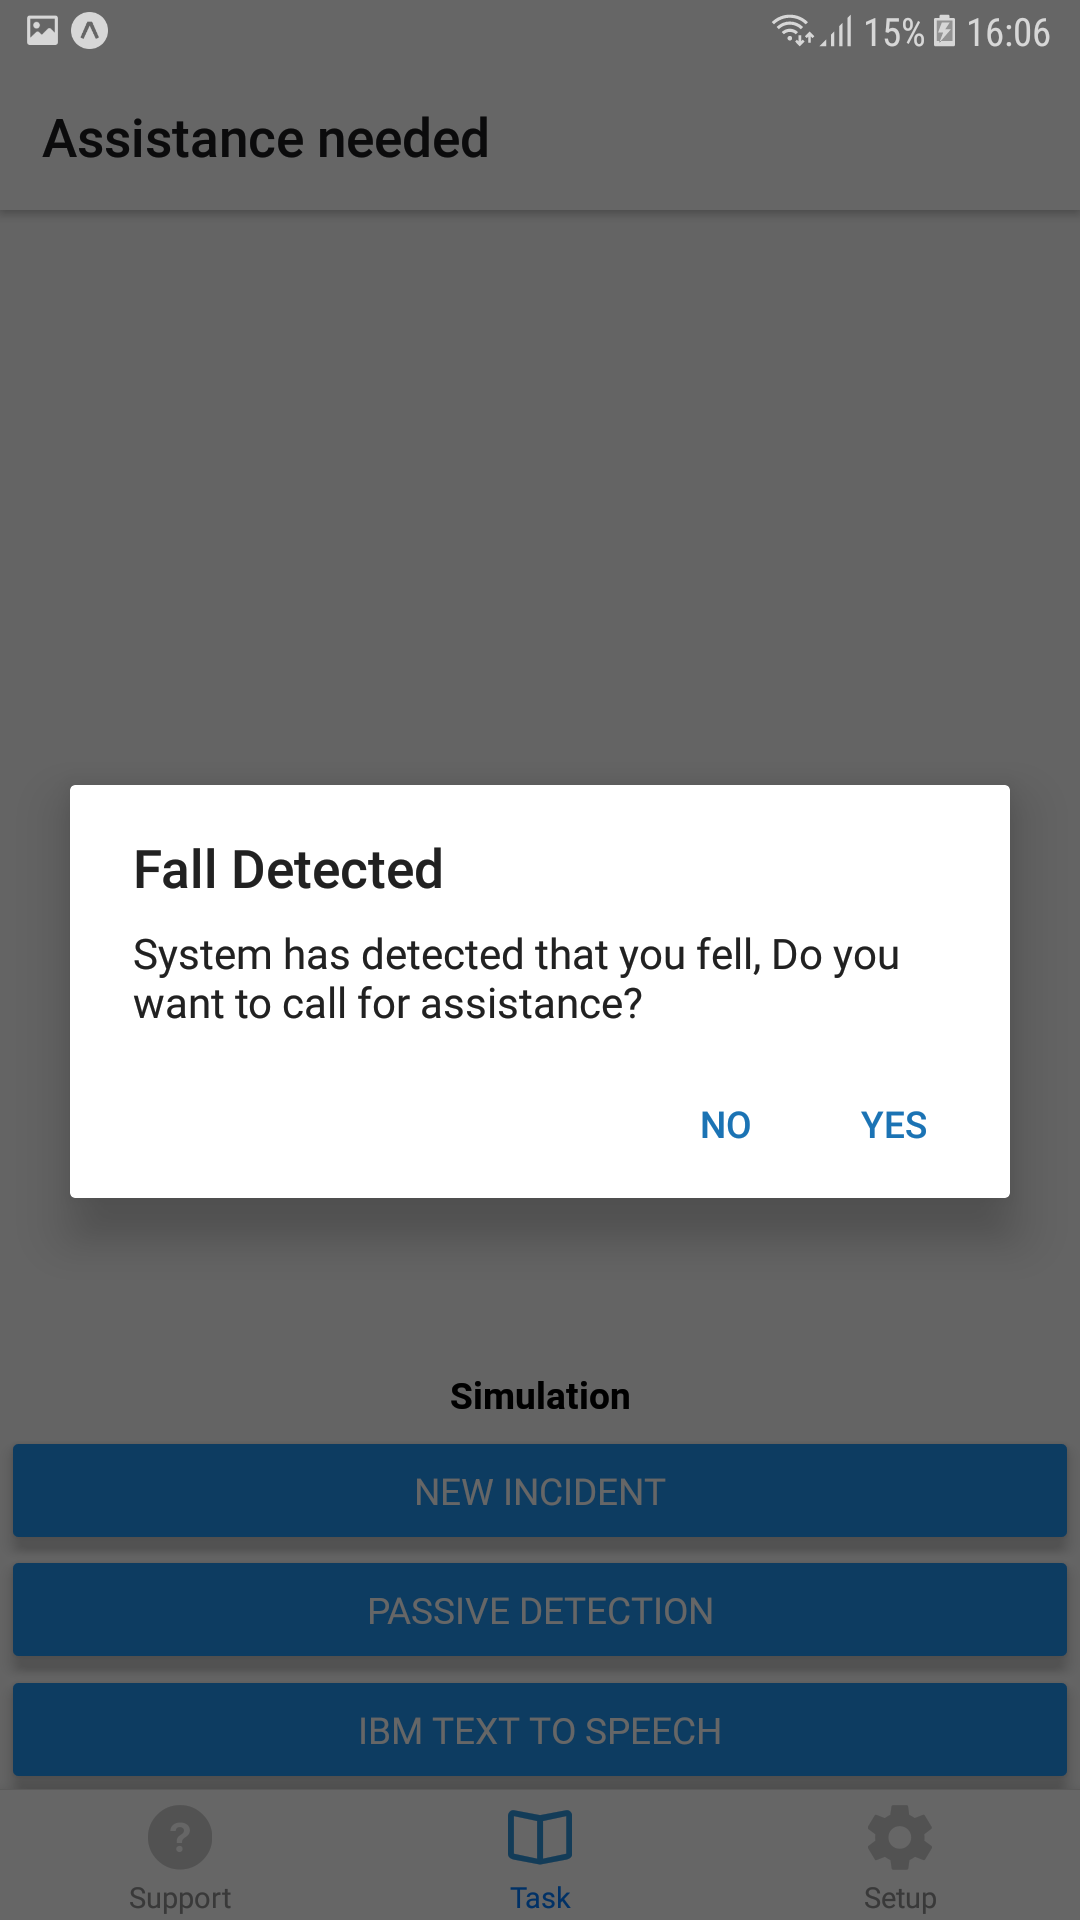 15% 16:06
Assistance needed
Fall Detected
System has detected that you fell, Do you
want to call for assistance?
NO YES
Simulation
NEW INCIDENT
PASSIVE DETECTION
IBM TEXT TO SPEECH
Support Task Setup